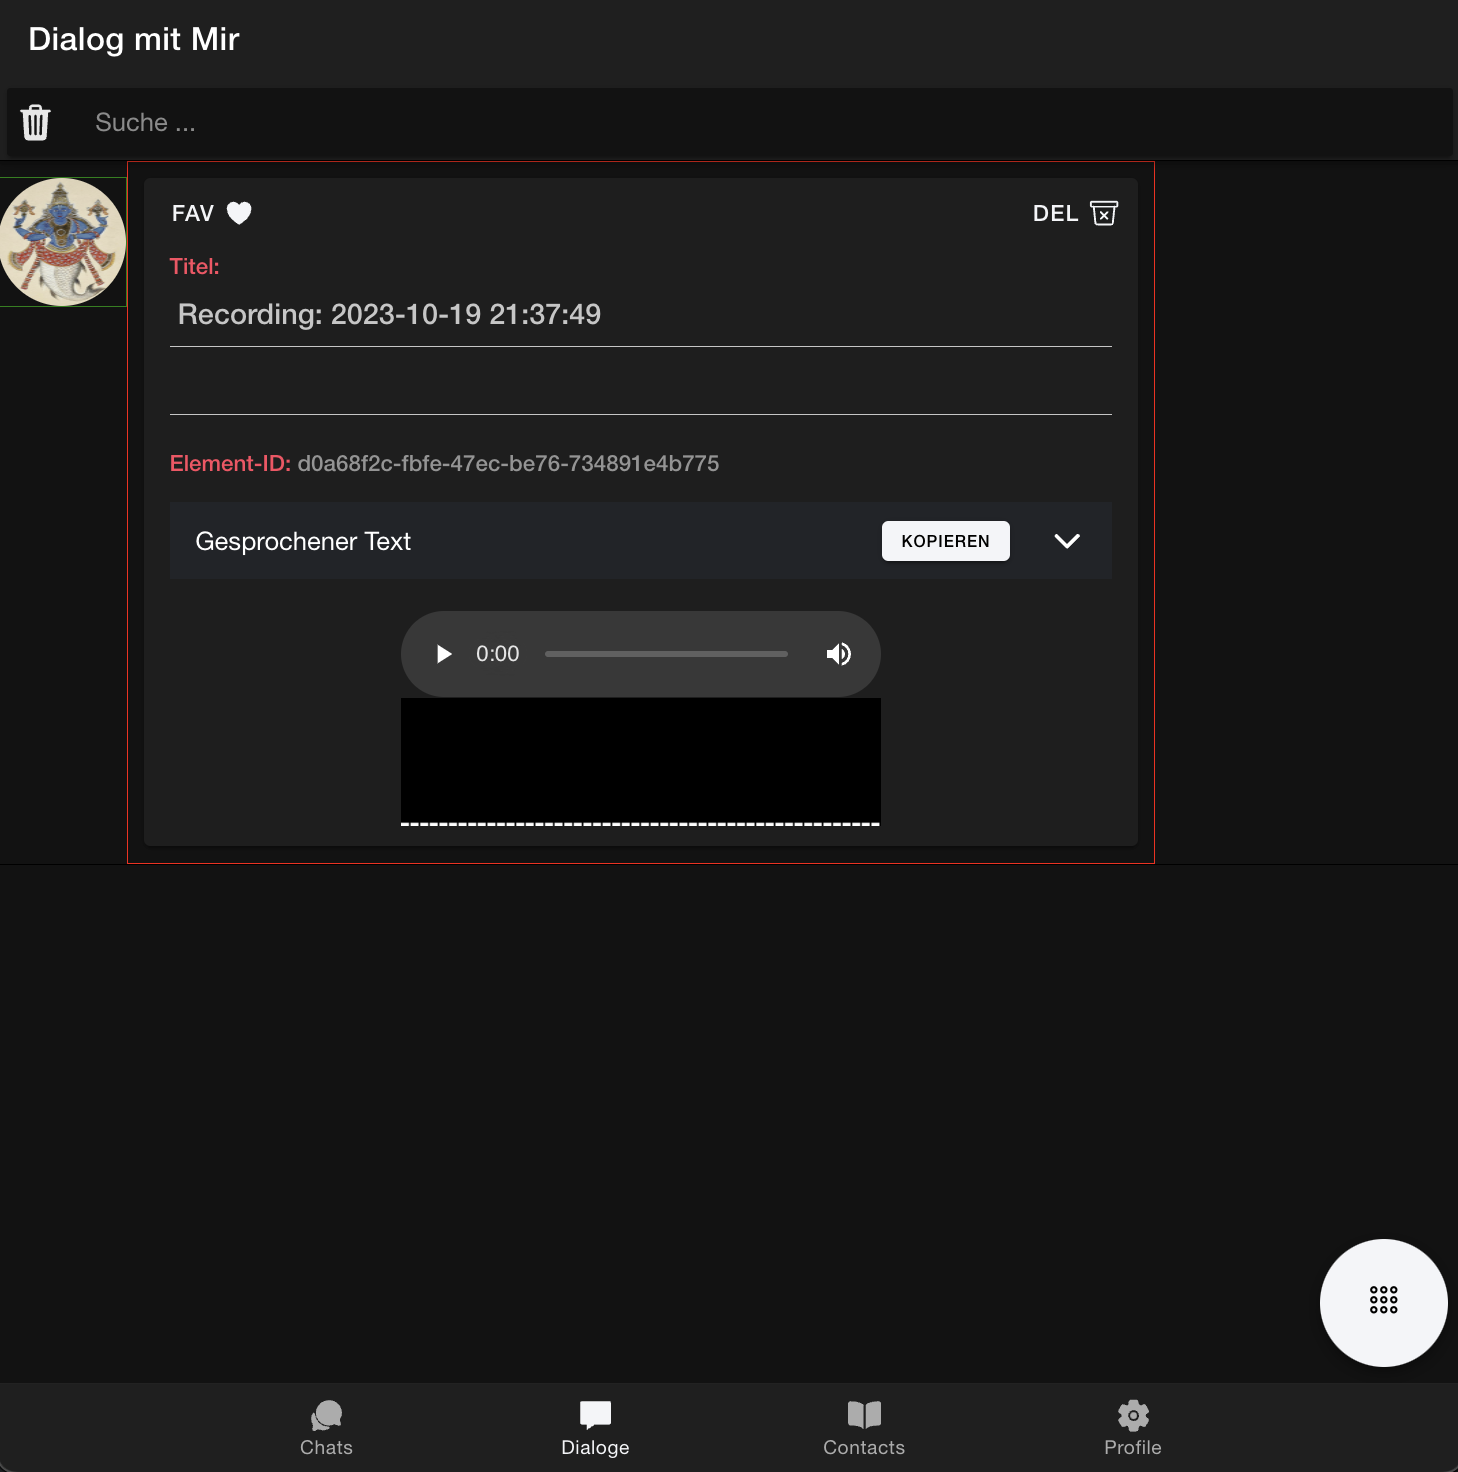 Dialog mit Mir
Suche ...
FAV DEL
Titel:
Recording: 2023-10-19 21:37:49
Element-ID: d0a68f2c-fbfe-47ec-be76-734891e4b775
Gesprochener Text KOPIEREN
0:00
Chats Dialoge Contacts Profile